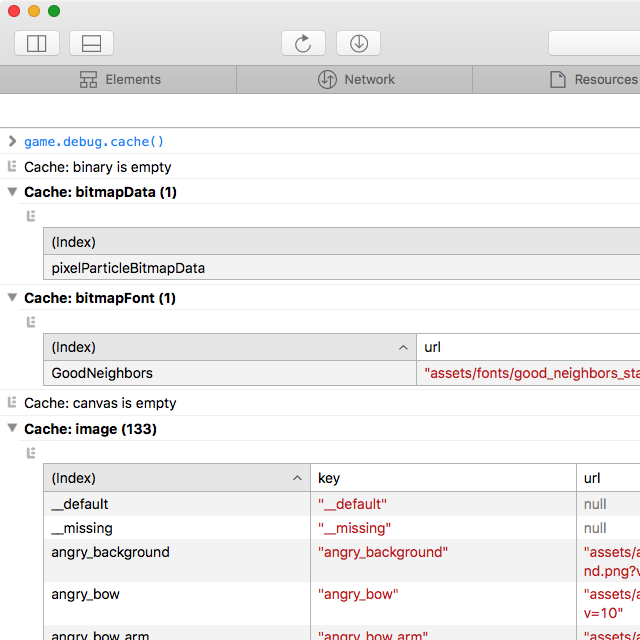 Elements Network Resources
game.debug.cache()
Cache: binary is empty
Cache: bitmapData (1)
(Index)
pixelParticleBitmapData
Cache: bitmapFont (1)
(Index) url
GoodNeighbors "assets/fonts/good_neighbors_sta
Cache: canvas is empty
Cache: image (133)
(Index) key url
__default "__default" null
__missing "__missing" null
angry_background "angry_background" "assets/a
nd.png?v
angry_bow "angry_bow" "assets/a
v=10"
angry_bow_arm "angry_bow_arm" "assets/a